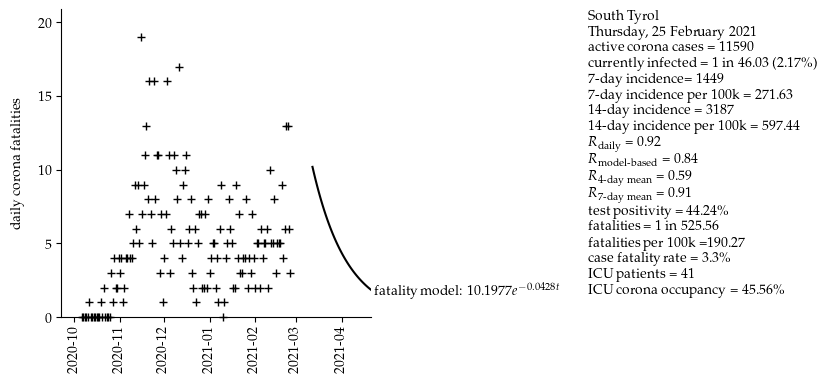 South Tyrol
Thursday, 25 February 2021
active corona cases = 11590
currently infected = 1 in 46.03 (2.17%)
7-day incidence= 1449
7-day incidence per 100k = 271.63
14-day incidence = 3187
14-day incidence per 100k = 597.44
R_daily = 0.92
R_model-based = 0.84
R_4-day mean = 0.59
R_7-day mean = 0.91
test positivity = 44.24%
fatalities = 1 in 525.56
fatalities per 100k =190.27
case fatality rate = 3.3%
ICU patients = 41
ICU corona occupancy = 45.56%
daily corona fatalities
20
15
10
5
0
fatality model: 10.1977e^{-0.0428t}
2020-10
2020-11
2020-12
2021-01
2021-02
2021-03
2021-04